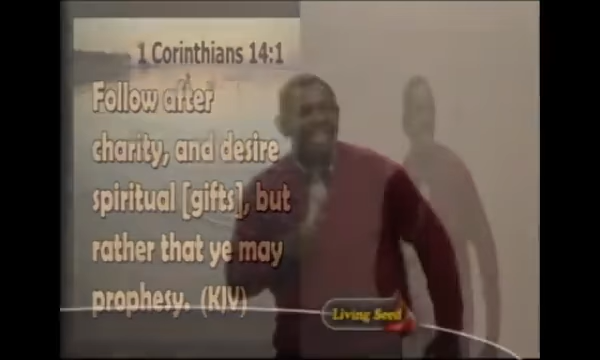 1 Corinthians 14:1
Follow after
charity, and desire
spiritual [gifts], but
rather that ye may
prophesy. (KJV)
Living Seed